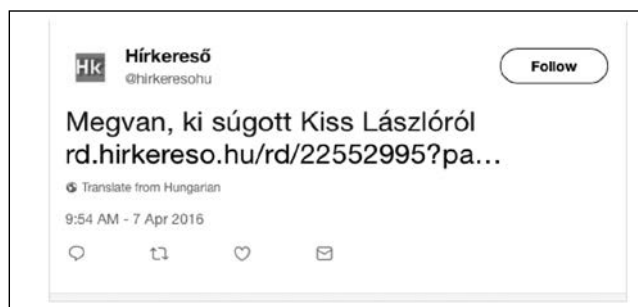 Hk
Hírkereső
@hirkeresohu
Follow
Megvan, ki súgott Kiss Lászlóról
rd.hirkereso.hu/rd/22552995?pa...
Translate from Hungarian
9:54 AM - 7 Apr 2016